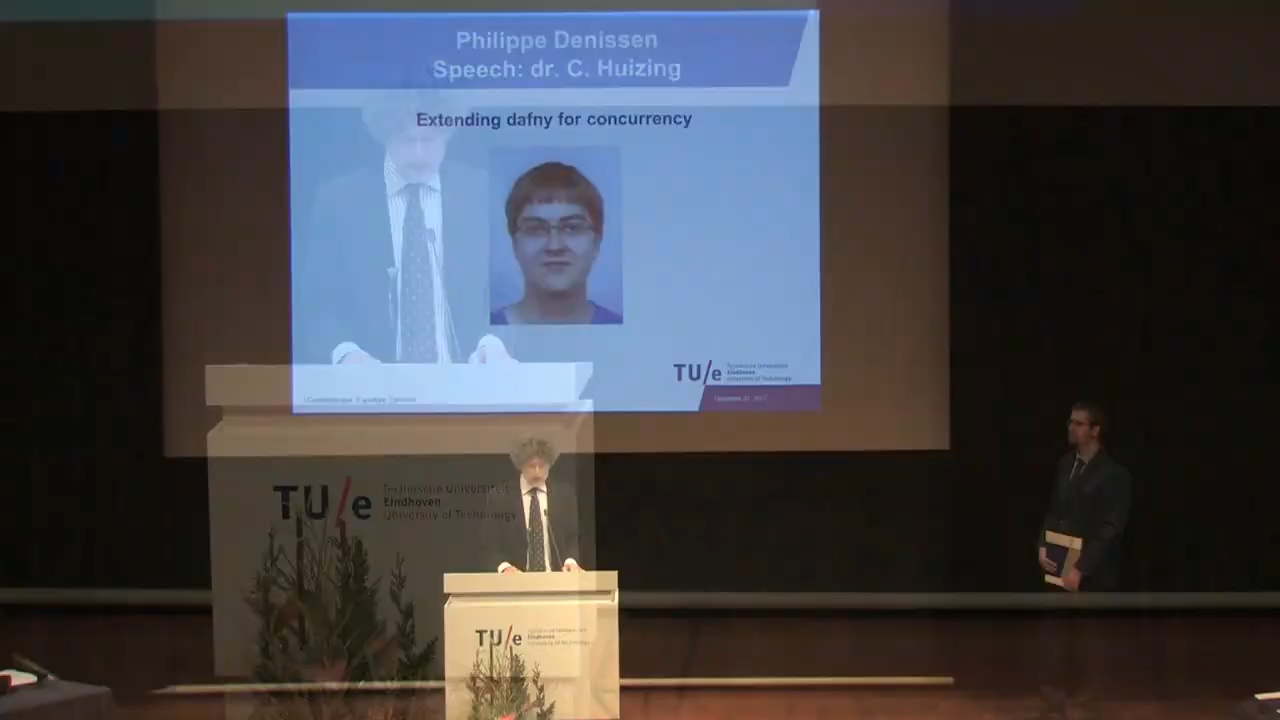 Philippe Denissen
Speech: dr. C. Huizing
Extending dafny for concurrency
TU/e
Technische Universiteit
Eindhoven
University of Technology
TU/e
Technische Universiteit
Eindhoven
University of Technology
TU/e